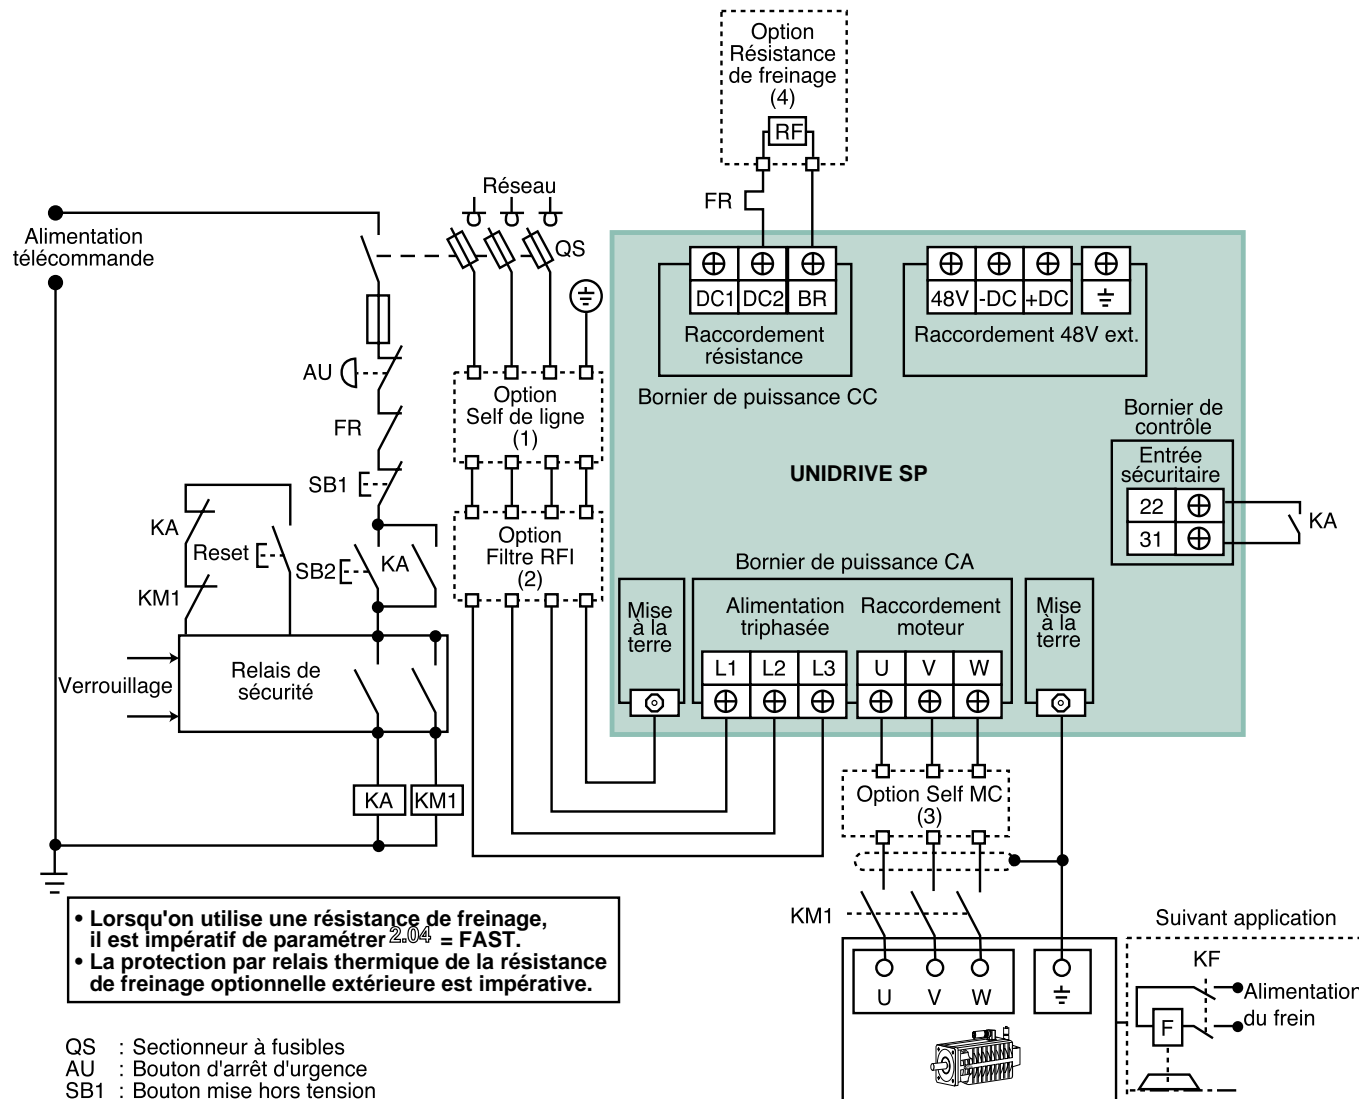 Option
Résistance
de freinage
(4)
RF
FR
Réseau
QS
Alimentation
télécommande
DC1 DC2 BR
Raccordement
résistance
48V -DC +DC
Raccordement 48V ext.
Bornier de puissance CC
AU
FR
SB1
Option
Self de ligne
(1)
Bornier de
contrôle
Entrée
sécuritaire
22
31
KA
UNIDRIVE SP
KA
Reset
SB2
KA
KM1
Option
Filtre RFI
(2)
Bornier de puissance CA
Mise
à la
terre
Alimentation
triphasée
Raccordement
moteur
Mise
à la
terre
L1 L2 L3
U V W
Verrouillage
Relais de
sécurité
KA
KM1
Option Self MC
(3)
KM1
U V W
Suivant application
KF
Alimentation
du frein
F
• Lorsqu'on utilise une résistance de freinage,
il est impératif de paramétrer 2.04 = FAST.
• La protection par relais thermique de la résistance
de freinage optionnelle extérieure est impérative.
QS : Sectionneur à fusibles
AU : Bouton d'arrêt d'urgence
SB1 : Bouton mise hors tension